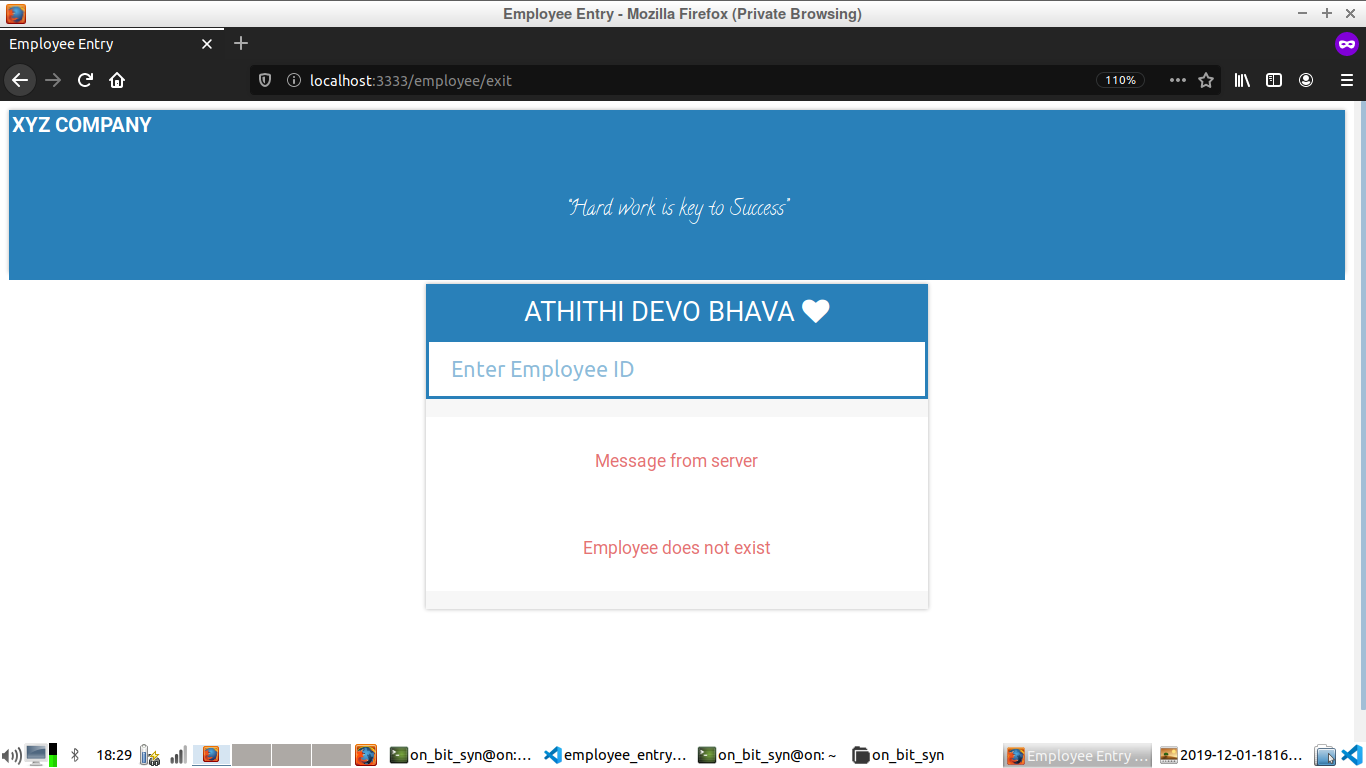 Employee Entry - Mozilla Firefox (Private Browsing)
Employee Entry
localhost:3333/employee/exit
110%
XYZ COMPANY
“Hard work is key to Success”
ATHITHI DEVO BHAVA
Enter Employee ID
Message from server
Employee does not exist
18:29 on_bit_syn@on:... employee_entry... on_bit_syn@on: ~ on_bit_syn Employee Entry ... 2019-12-01-1816...